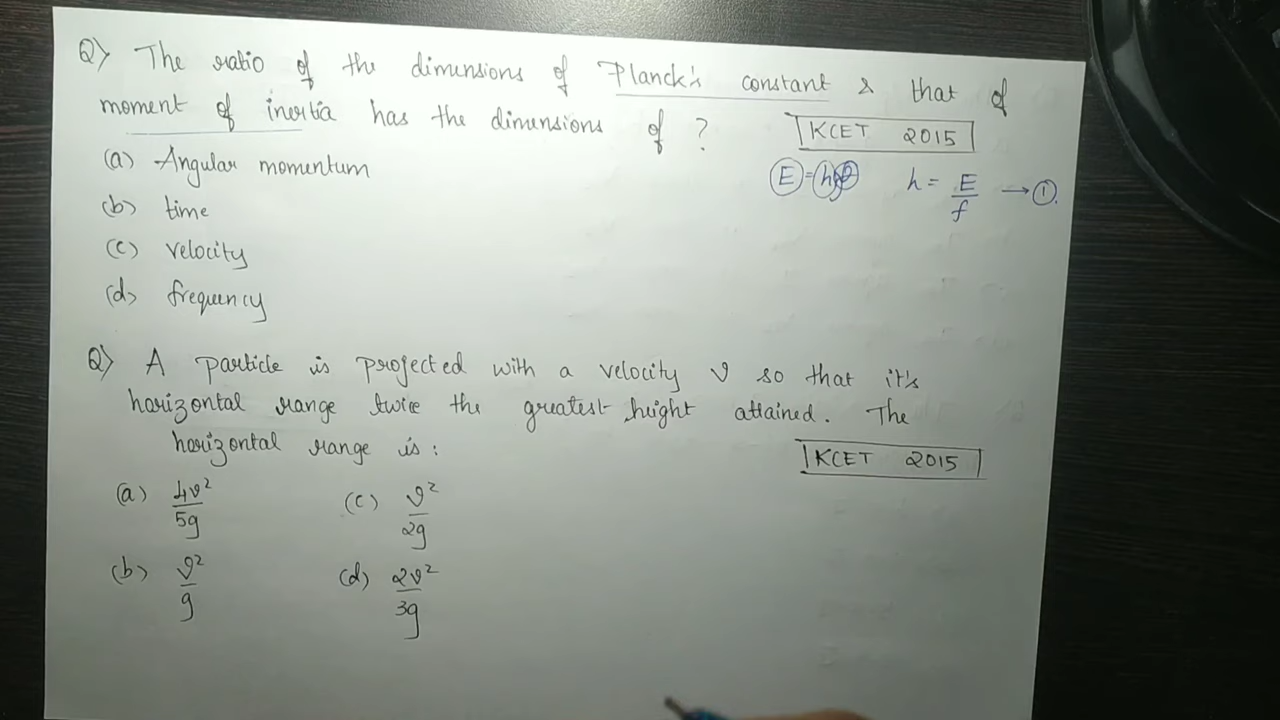 Q) The ratio of the dimensions of Planck's constant & that of
moment of inertia has the dimensions of ?
KCET 2015
(a) Angular momentum
E = h
h = E/f → ①.
(b) time
(c) velocity
(d) frequency
Q) A particle is projected with a velocity v so that it's
horizontal range twice the greatest height attained. The
horizontal range is :
KCET 2015
(a) 4v²/5g
(c) v²/2g
(b) v²/g
(d) 2v²/3g